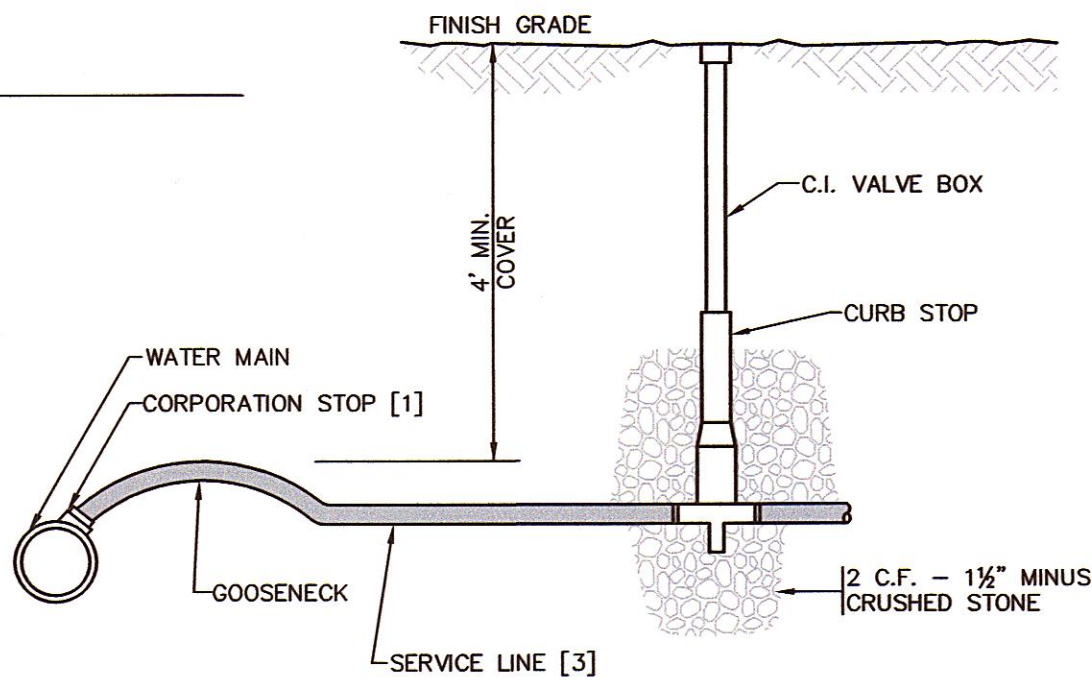 FINISH GRADE
C.I. VALVE BOX
4' MIN.
COVER
CURB STOP
WATER MAIN
CORPORATION STOP [1]
GOOSENECK
2 C.F. – 1½" MINUS
CRUSHED STONE
SERVICE LINE [3]